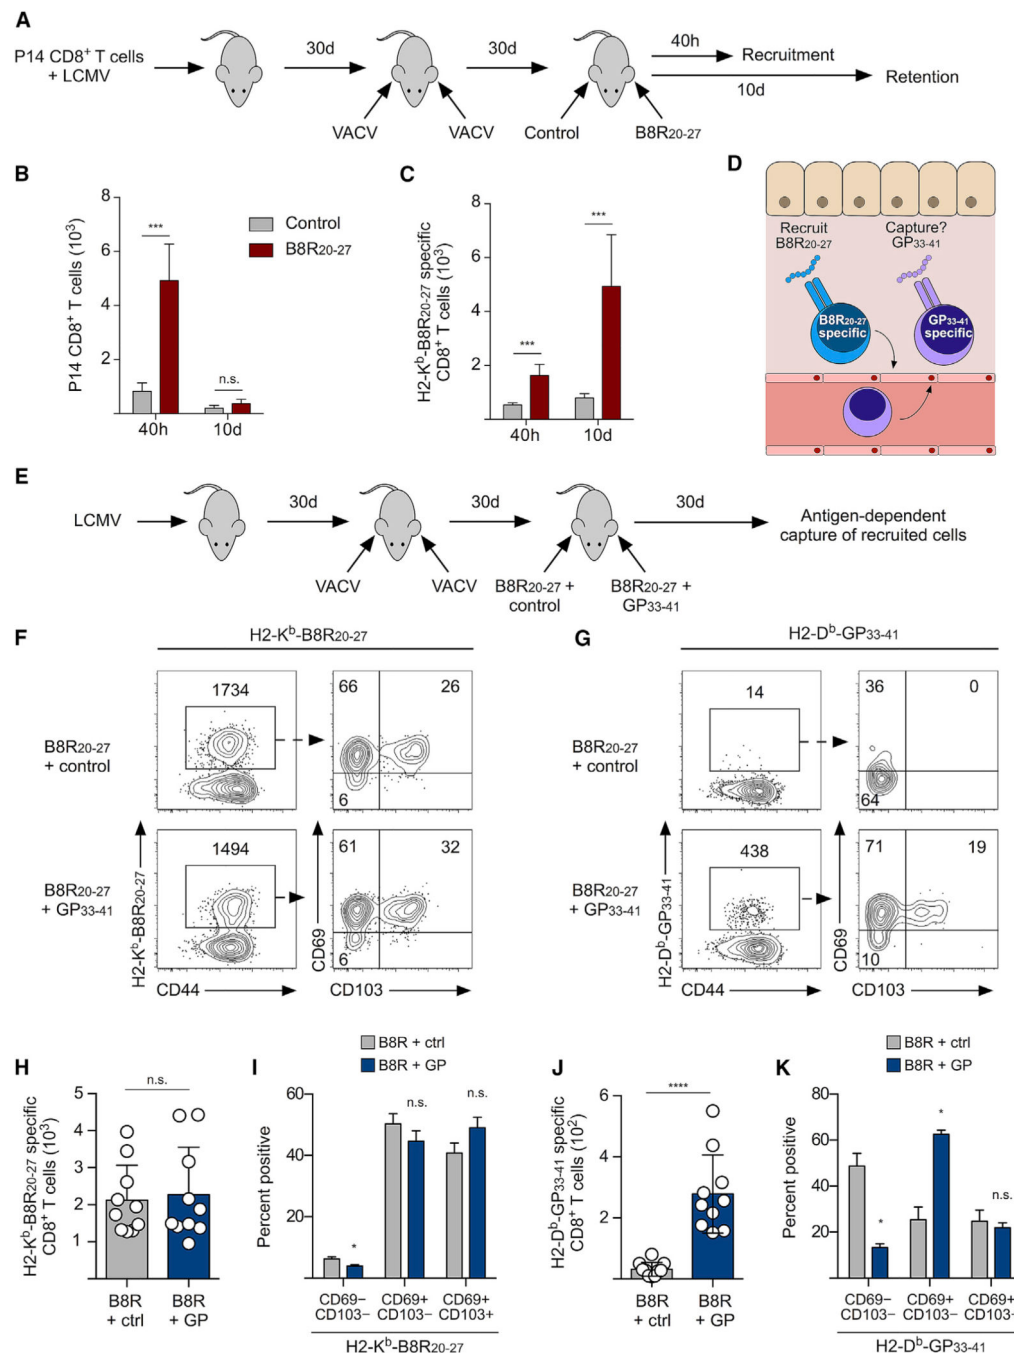 A
P14 CD8+ T cells
+ LCMV
30d
30d
40h
Recruitment
10d
Retention
VACV
VACV
Control
B8R20-27
B
P14 CD8+ T cells (10³)
8
6
4
2
***
n.s.
40h
10d
Control
B8R20-27
C
H2-Kb-B8R20-27 specific
CD8+ T cells (10³)
8
6
4
2
***
***
40h
10d
D
Recruit
B8R20-27
Capture?
GP33-41
B8R20-27
specific
GP33-41
specific
E
LCMV
30d
30d
30d
Antigen-dependent
capture of recruited cells
VACV
VACV
B8R20-27 +
control
B8R20-27 +
GP33-41
F
H2-Kb-B8R20-27
B8R20-27
+ control
1734
66
26
6
B8R20-27
+ GP33-41
1494
61
32
6
H2-Kb-B8R20-27
CD44
CD69
CD103
G
H2-Db-GP33-41
B8R20-27
+ control
14
36
0
64
B8R20-27
+ GP33-41
438
71
19
10
H2-Db-GP33-41
CD44
CD69
CD103
H
H2-Kb-B8R20-27 specific
CD8+ T cells (10³)
5
4
3
2
1
n.s.
B8R
+ ctrl
B8R
+ GP
I
B8R + ctrl
B8R + GP
Percent positive
60
40
20
*
n.s.
n.s.
CD69−
CD103−
CD69+
CD103−
CD69+
CD103+
H2-Kb-B8R20-27
J
H2-Db-GP33-41 specific
CD8+ T cells (10²)
6
4
2
****
B8R
+ ctrl
B8R
+ GP
K
B8R + ctrl
B8R + GP
Percent positive
80
60
40
20
*
*
n.s.
CD69−
CD103−
CD69+
CD103−
CD69+
H2-Db-GP33-41